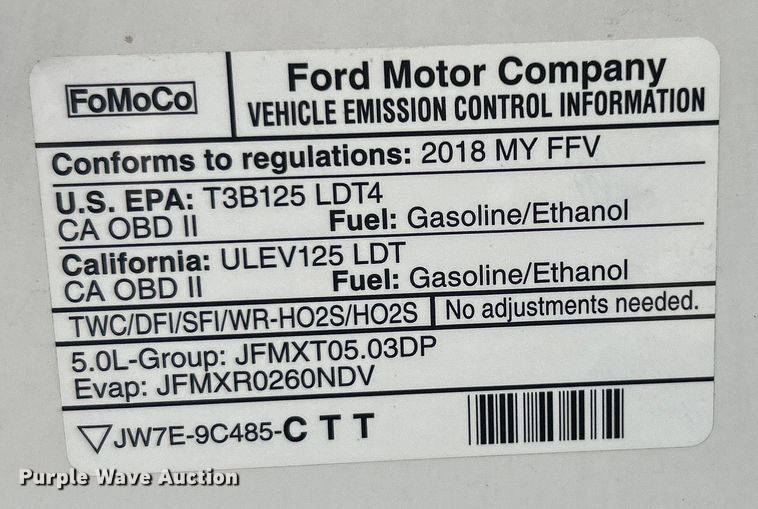 FoMoCo
Ford Motor Company
VEHICLE EMISSION CONTROL INFORMATION
Conforms to regulations: 2018 MY FFV
U.S. EPA: T3B125 LDT4
CA OBD II Fuel: Gasoline/Ethanol
California: ULEV125 LDT
CA OBD II Fuel: Gasoline/Ethanol
TWC/DFI/SFI/WR-HO2S/HO2S No adjustments needed.
5.0L-Group: JFMXT05.03DP
Evap: JFMXR0260NDV
JW7E-9C485-C T T
Purple Wave Auction